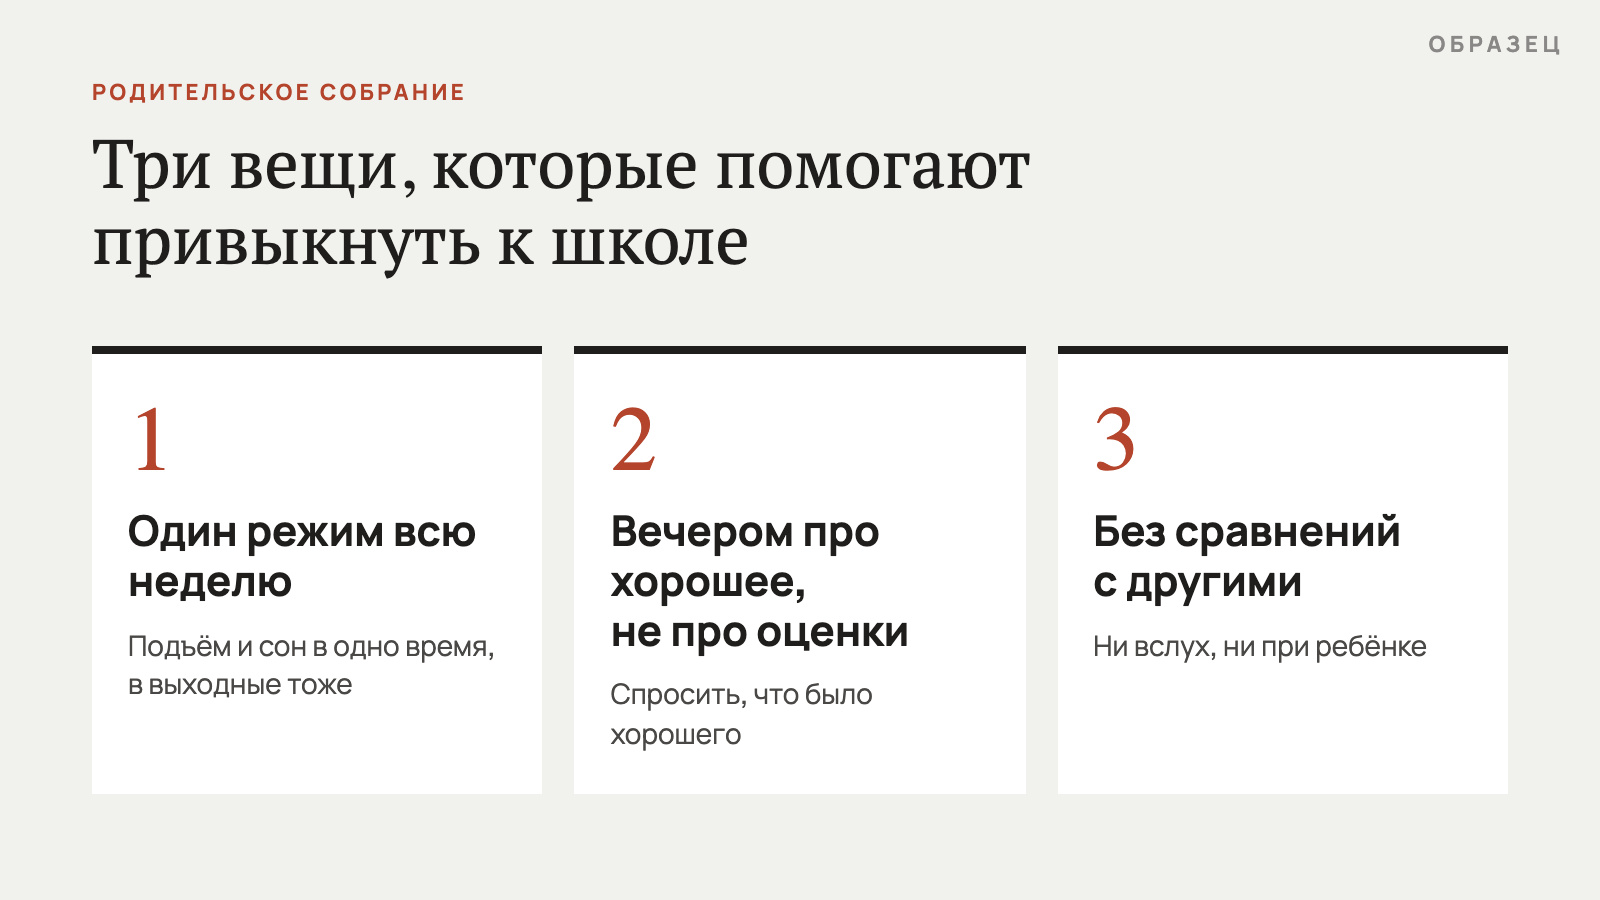 ОБРАЗЕЦ
РОДИТЕЛЬСКОЕ СОБРАНИЕ
Три вещи, которые помогают
привыкнуть к школе
1
Один режим всю
неделю
Подъём и сон в одно время,
в выходные тоже
2
Вечером про
хорошее,
не про оценки
Спросить, что было
хорошего
3
Без сравнений
с другими
Ни вслух, ни при ребёнке